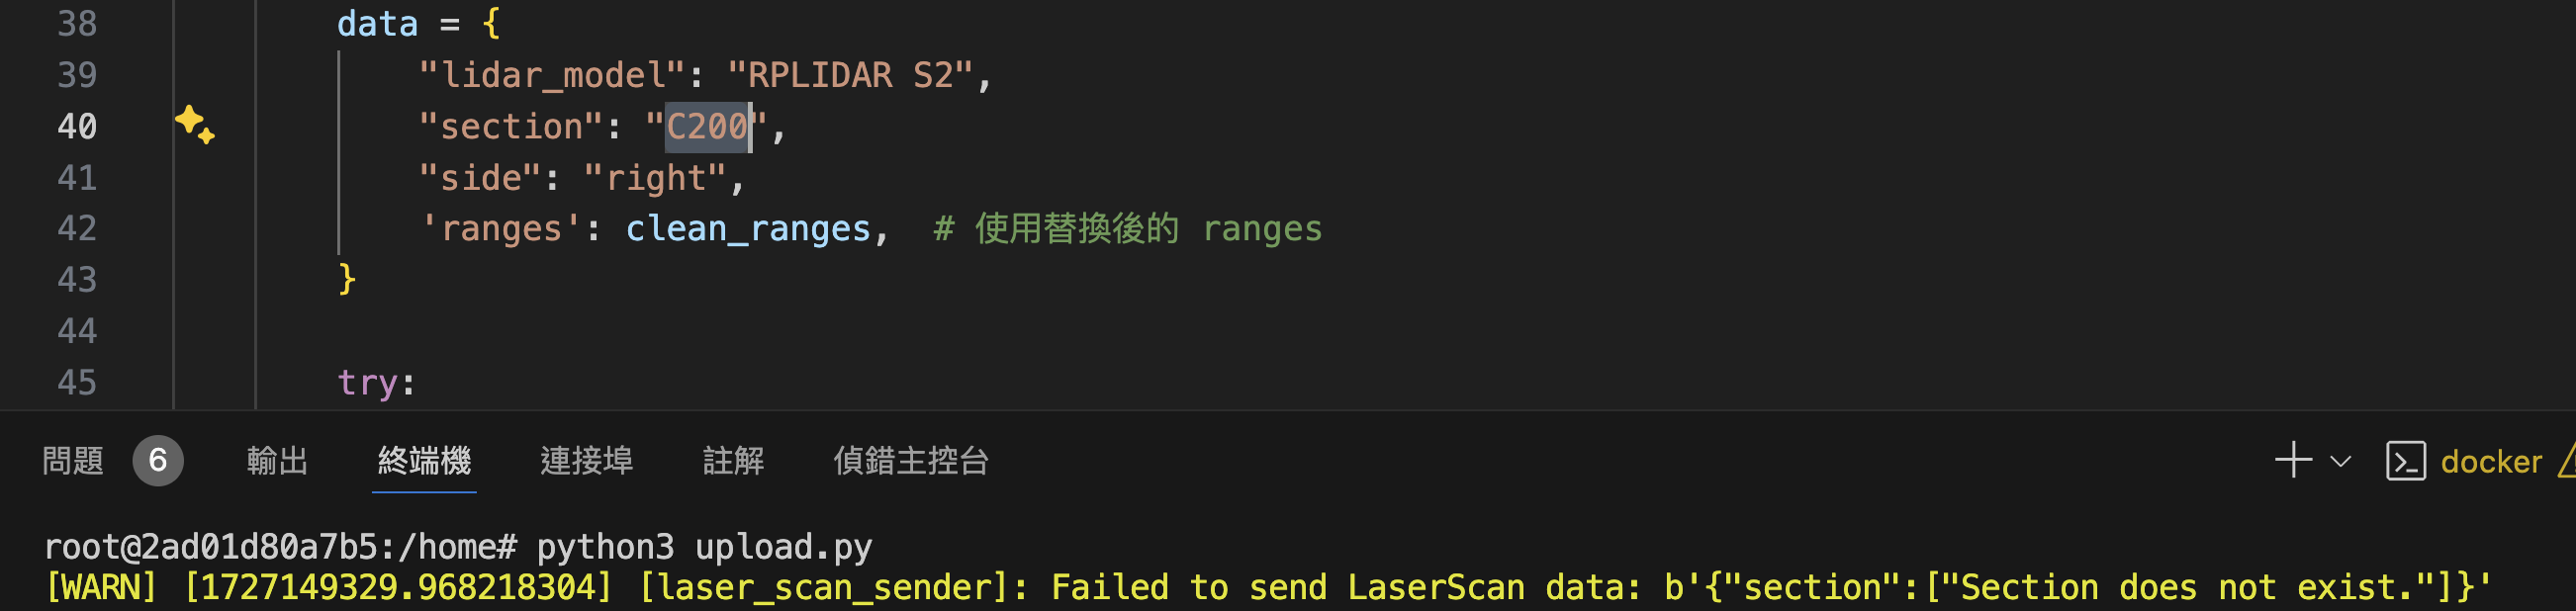 38 data = {
39 "lidar_model": "RPLIDAR S2",
40 "section": "C200",
41 "side": "right",
42 'ranges': clean_ranges,  # 使用替換後的 ranges
43 }
44
45 try:
問題 6 輸出 終端機 連接埠 註解 偵錯主控台 docker
root@2ad01d80a7b5:/home# python3 upload.py
[WARN] [1727149329.968218304] [laser_scan_sender]: Failed to send LaserScan data: b'{"section":["Section does not exist."]}'